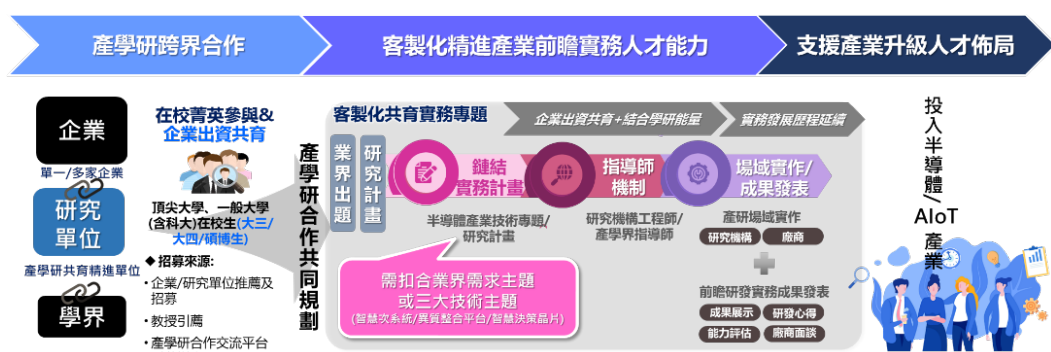 產學研跨界合作
客製化精進產業前瞻實務人才能力
支援產業升級人才佈局
企業
單一/多家企業
研究
單位
產學研共育精進單位
學界
在校菁英參與&
企業出資共育
頂尖大學、一般大學
(含科大)在校生(大三/
大四/碩博生)
◆ 招募來源:
・企業/研究單位推薦及
招募
・教授引薦
・產學研合作交流平台
產學研合作共同規劃
客製化共育實務專題
企業出資共育+結合學研能量
實務發展歷程延續
業界出題
研究計畫
鏈結
實務計畫
指導師
機制
場域實作/
成果發表
半導體產業技術專題/
研究計畫
研究機構工程師/
產學界指導師
產研場域實作
研究機構
廠商
需扣合業界需求主題
或三大技術主題
(智慧次系統/異質整合平台/智慧決策晶片)
前瞻研發實務成果發表
成果展示
研發心得
能力評估
廠商面談
投入半導體/
AIoT
產業